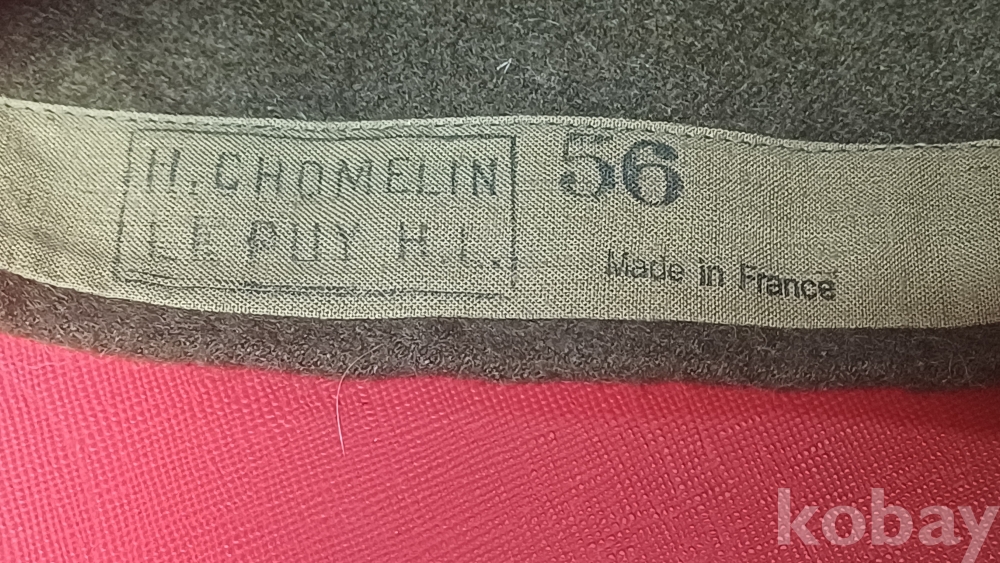 H. CHOMELIN
LE PUY H.L.
56
Made in France
kobay